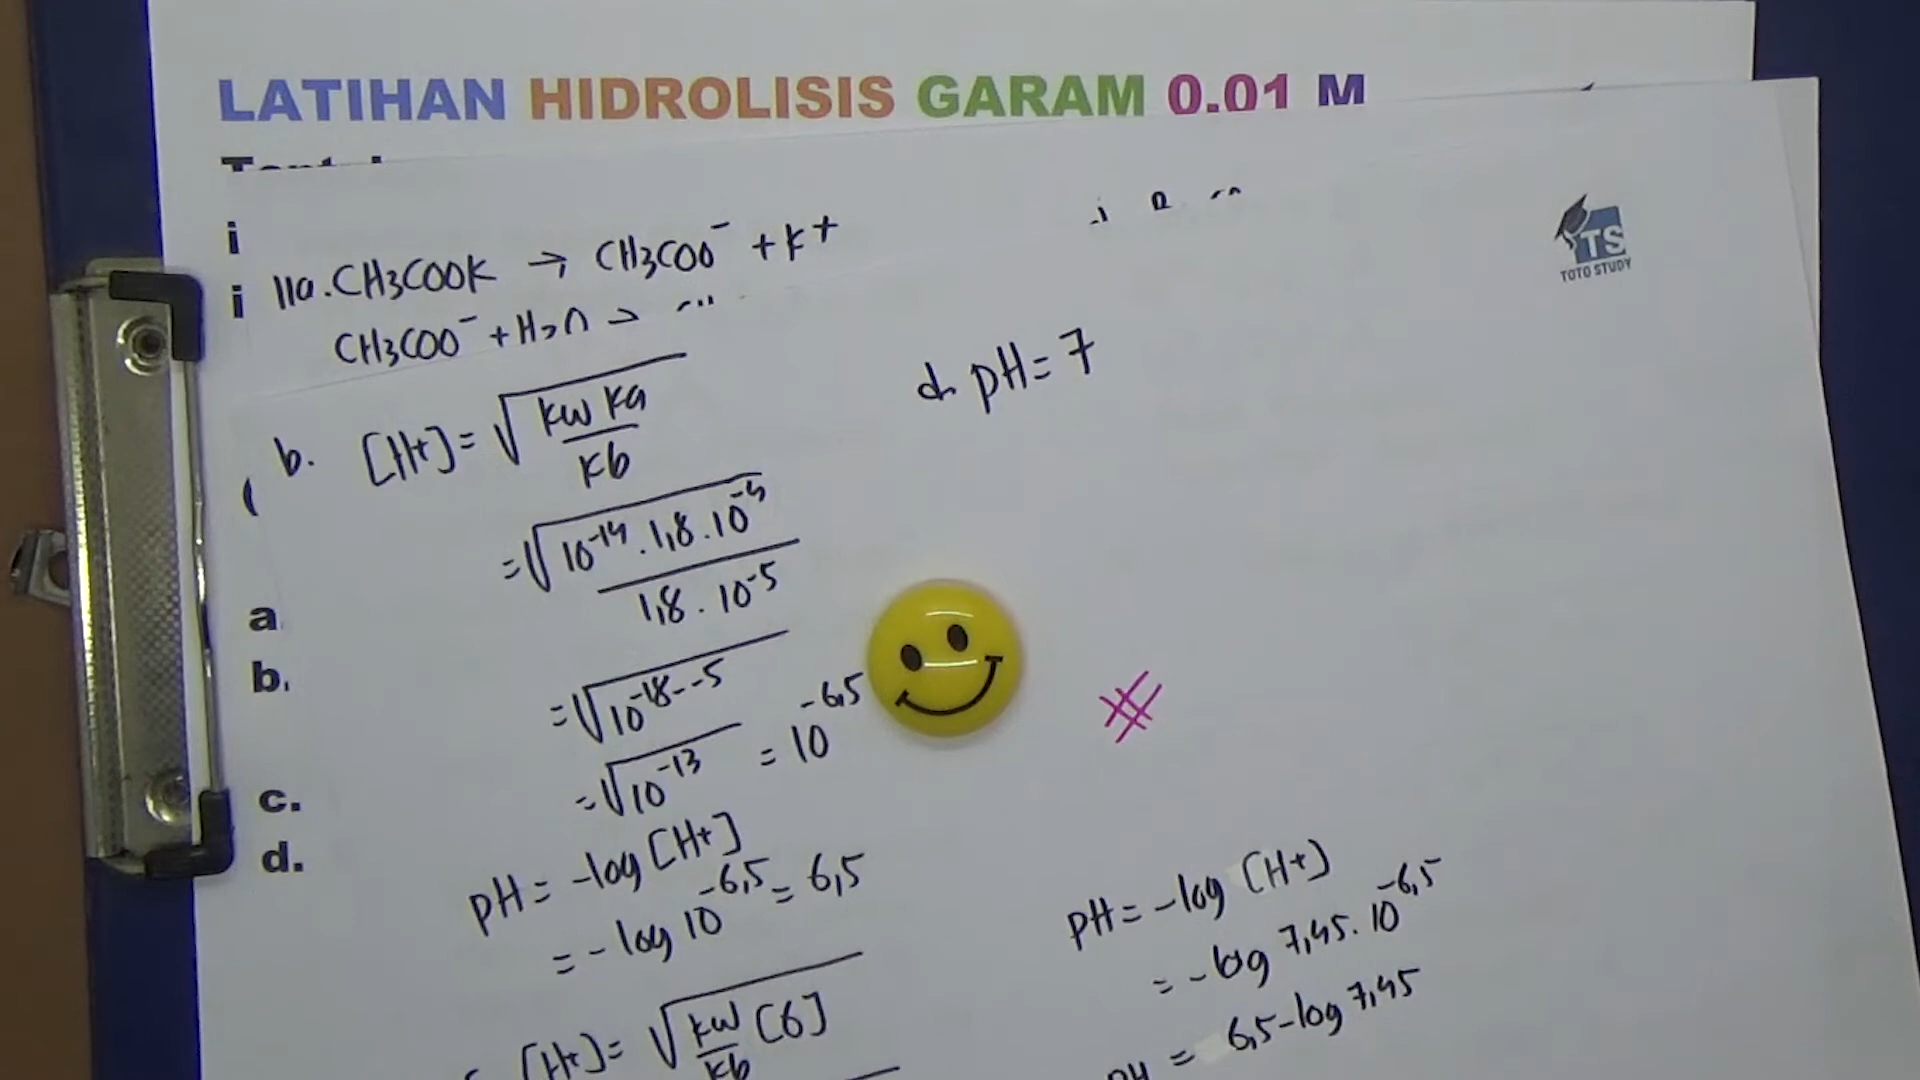 LATIHAN HIDROLISIS GARAM 0.01 M
i
i
11a. CH3COOK → CH3COO⁻ + K+
CH3COO⁻ + H2O →
b. [H+] = √kw ka / kb
= √10⁻¹⁴ . 1,8 . 10⁻⁴ / 1,8 . 10⁻⁵
= √10⁻¹⁸⁻⁻⁵
= √10⁻¹³ = 10⁻⁶,⁵
pH = -log [H+]
= -log 10⁻⁶,⁵ = 6,5
[H+] = √kw/kb [G]
d. pH = 7
TS
TOTO STUDY
pH = -log [H+]
= -log 7,45. 10⁻⁶,⁵
pH = 6,5-log 7,45
a
b.
c.
d.